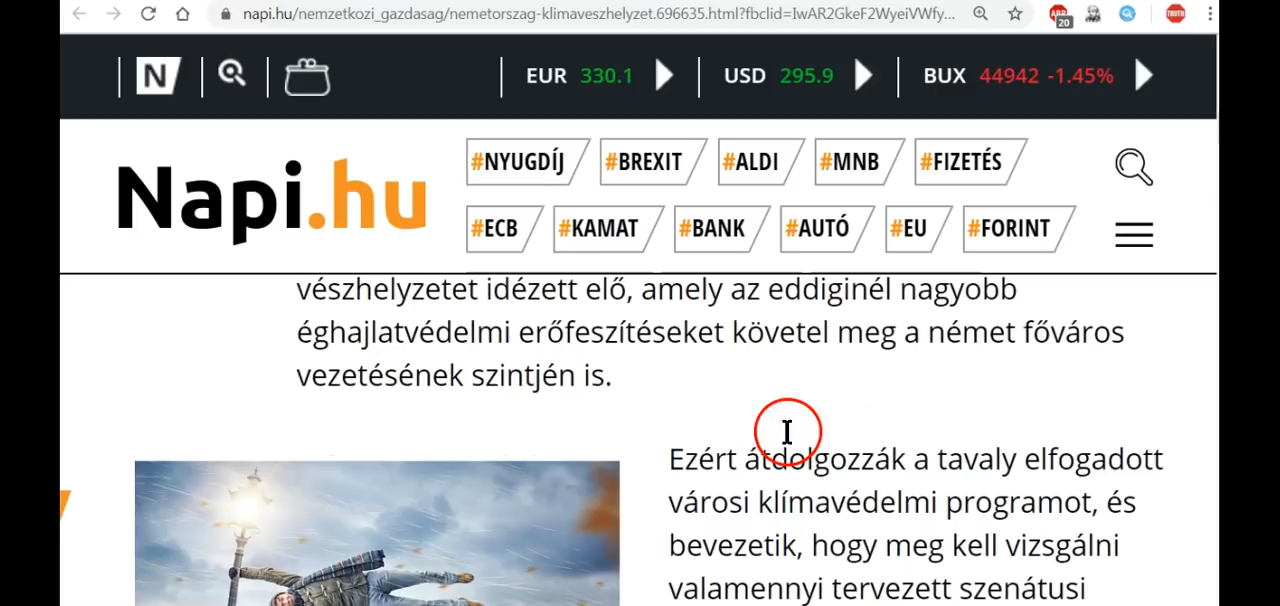 napi.hu/nemzetkozi_gazdasag/nemetorszag-klimaveszhelyzet.696635.html?fbclid=IwAR2GkeF2WyeiVWfy...
ABP
20
TRUTH
N
EUR 330.1
USD 295.9
BUX 44942 -1.45%
Napi.hu
#NYUGDÍJ #BREXIT #ALDI #MNB #FIZETÉS
#ECB #KAMAT #BANK #AUTÓ #EU #FORINT
vészhelyzetet idézett elő, amely az eddiginél nagyobb
éghajlatvédelmi erőfeszítéseket követel meg a német főváros
vezetésének szintjén is.
Ezért átdolgozzák a tavaly elfogadott
városi klímavédelmi programot, és
bevezetik, hogy meg kell vizsgálni
valamennyi tervezett szenátusi